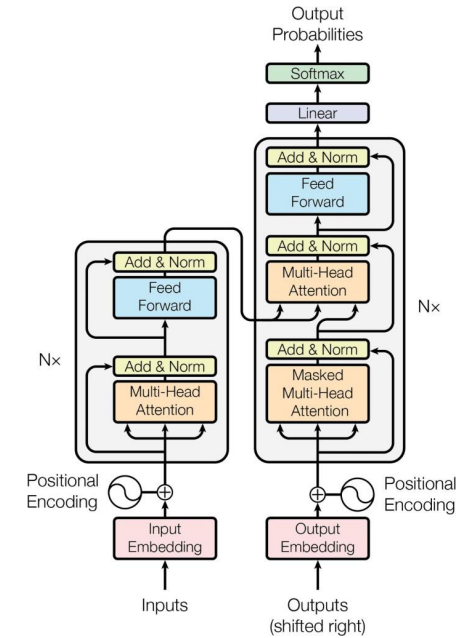 Output
Probabilities
Softmax
Linear
Add & Norm
Feed
Forward
Add & Norm
Multi-Head
Attention
Add & Norm
Masked
Multi-Head
Attention
Nx
Positional
Encoding
Output
Embedding
Outputs
(shifted right)
Add & Norm
Feed
Forward
Add & Norm
Multi-Head
Attention
Nx
Positional
Encoding
Input
Embedding
Inputs